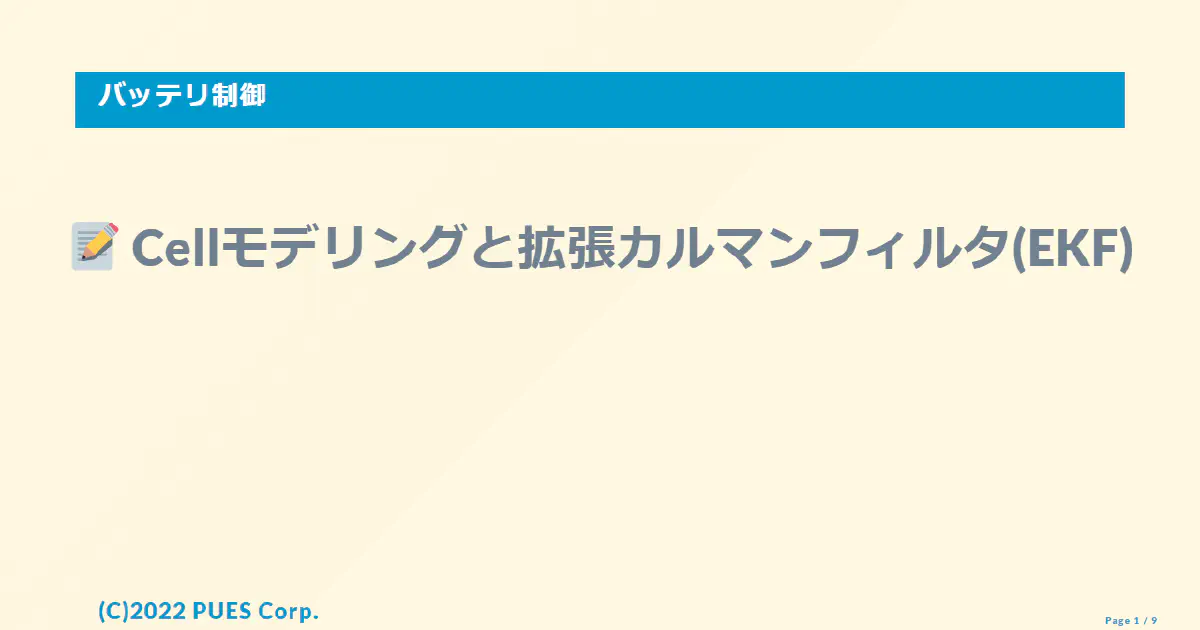 バッテリ制御
📝 Cellモデリングと拡張カルマンフィルタ(EKF)
(C)2022 PUES Corp.
Page 1 / 9